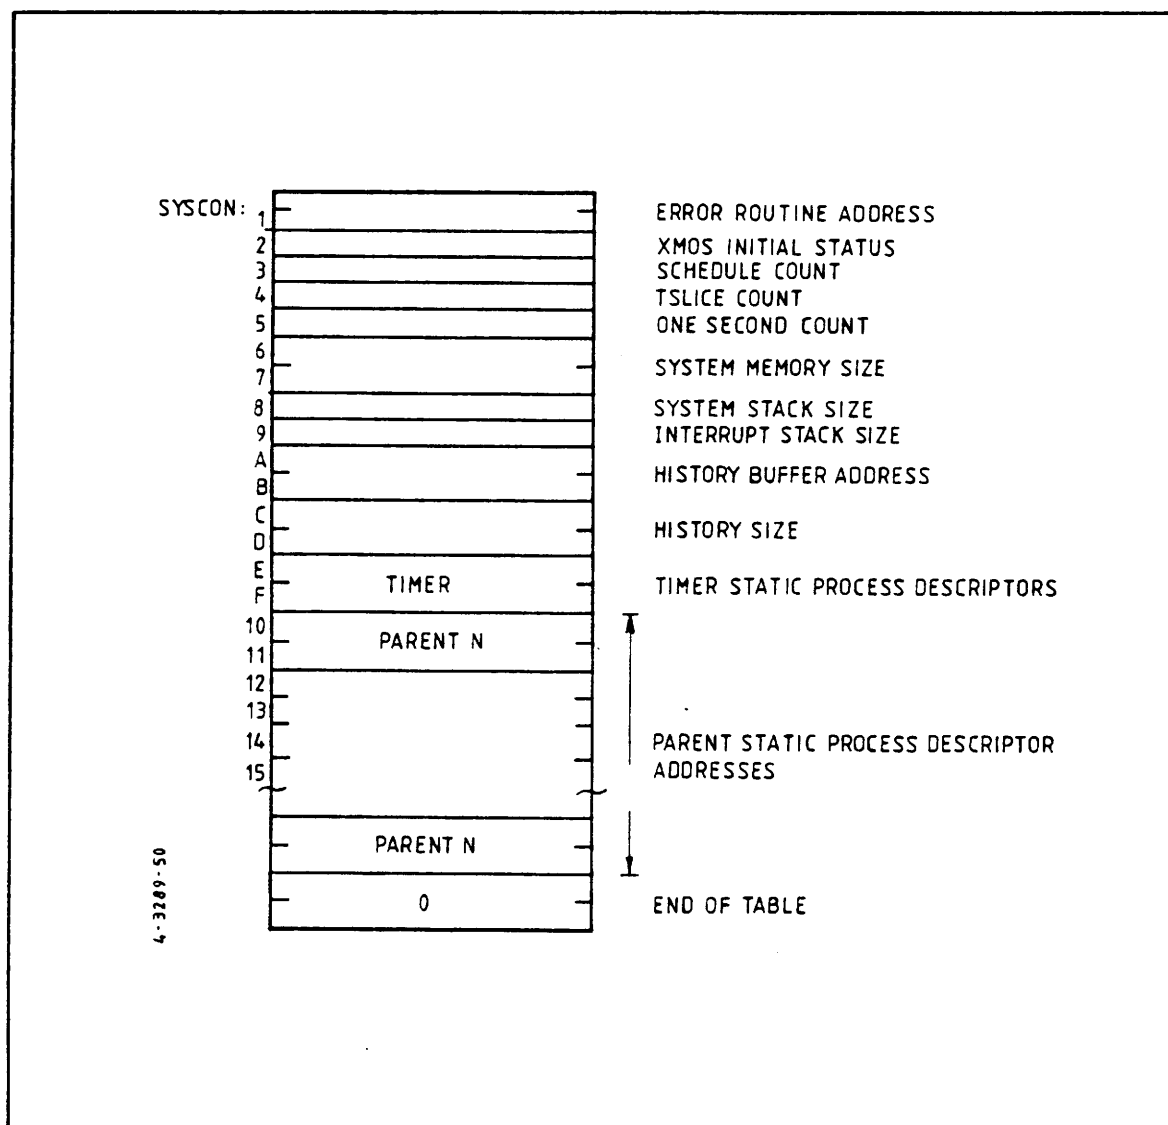 SYSCON:
1 ERROR ROUTINE ADDRESS
2 XMOS INITIAL STATUS
3 SCHEDULE COUNT
4 TSLICE COUNT
5 ONE SECOND COUNT
6
7 SYSTEM MEMORY SIZE
8 SYSTEM STACK SIZE
9 INTERRUPT STACK SIZE
A
B HISTORY BUFFER ADDRESS
C
D HISTORY SIZE
E
F TIMER TIMER STATIC PROCESS DESCRIPTORS
10
11 PARENT N
12
13
14 PARENT STATIC PROCESS DESCRIPTOR
15 ADDRESSES
PARENT N
0 END OF TABLE
4-3289-50